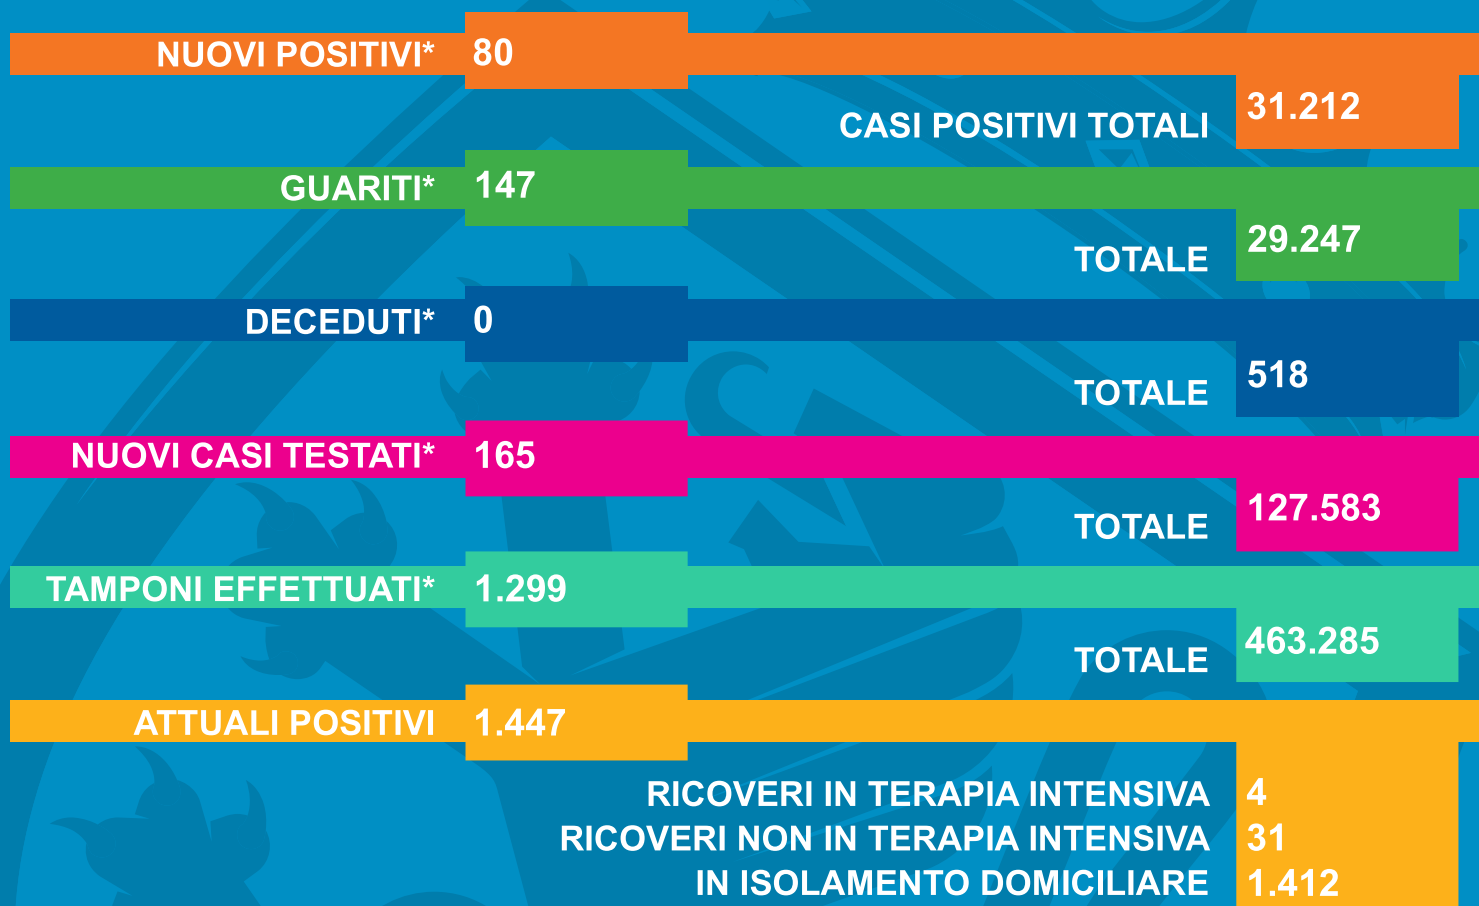 NUOVI POSITIVI* 80
CASI POSITIVI TOTALI 31.212
GUARITI* 147
TOTALE 29.247
DECEDUTI* 0
TOTALE 518
NUOVI CASI TESTATI* 165
TOTALE 127.583
TAMPONI EFFETTUATI* 1.299
TOTALE 463.285
ATTUALI POSITIVI 1.447
RICOVERI IN TERAPIA INTENSIVA 4
RICOVERI NON IN TERAPIA INTENSIVA 31
IN ISOLAMENTO DOMICILIARE 1.412